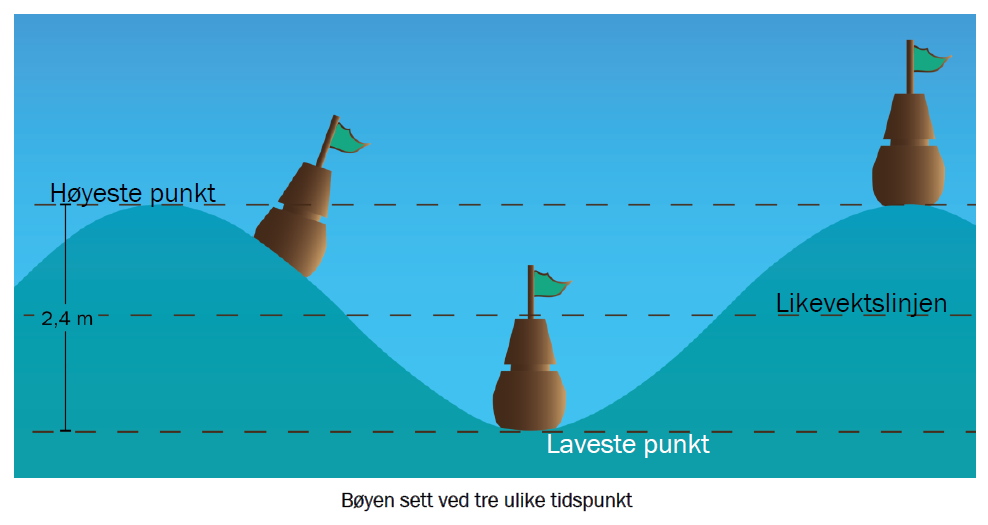 Høyeste punkt
Likevektslinjen
2,4 m
Laveste punkt
Bøyen sett ved tre ulike tidspunkt